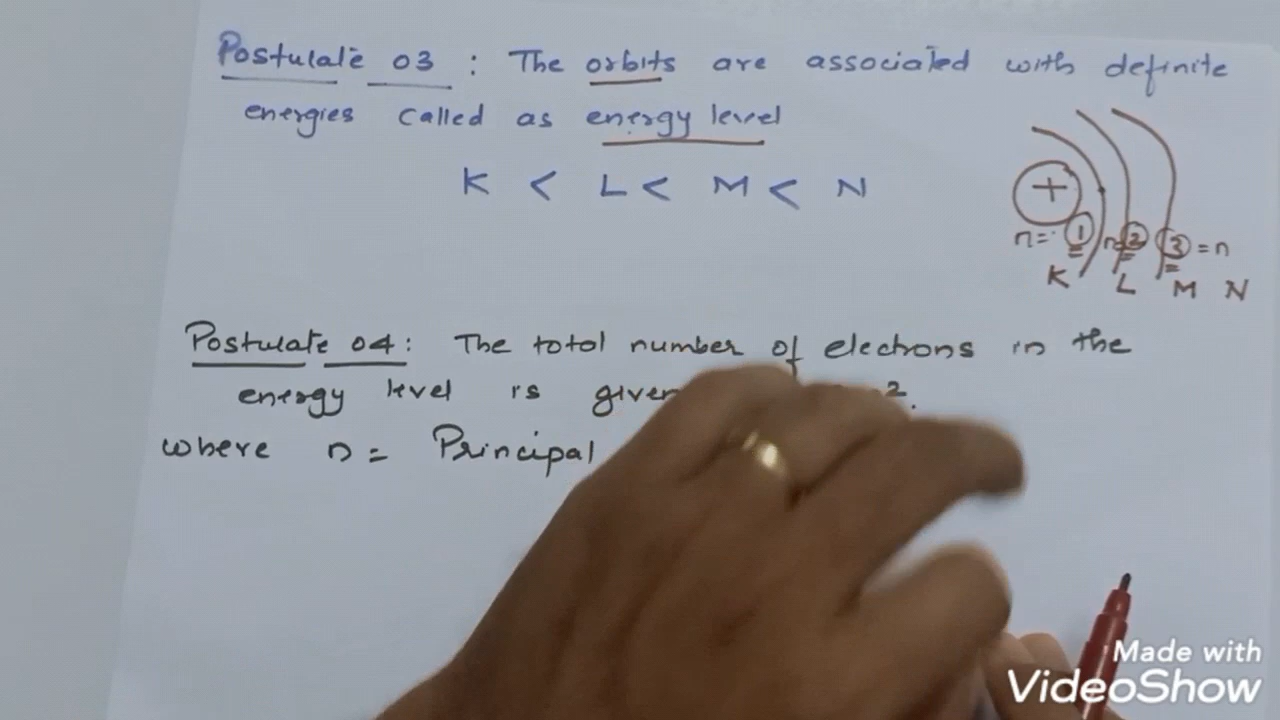 Postulate 03 : The orbits are associated with definite
energies called as energy level
K < L < M < N
+
n= 1 n=2 3 = n
K L M N
Postulate 04: The total number of electrons in the
energy level is given 2.
where n = Principal
Made with
VideoShow